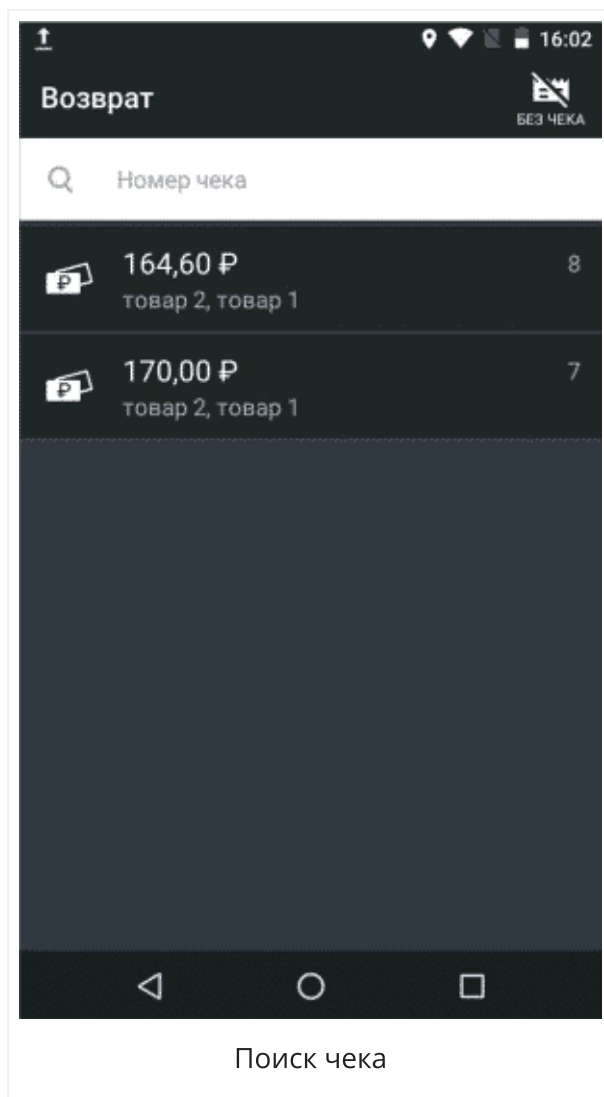 16:02
Возврат
БЕЗ ЧЕКА
Номер чека
164,60 ₽
8
товар 2, товар 1
170,00 ₽
7
товар 2, товар 1
Поиск чека